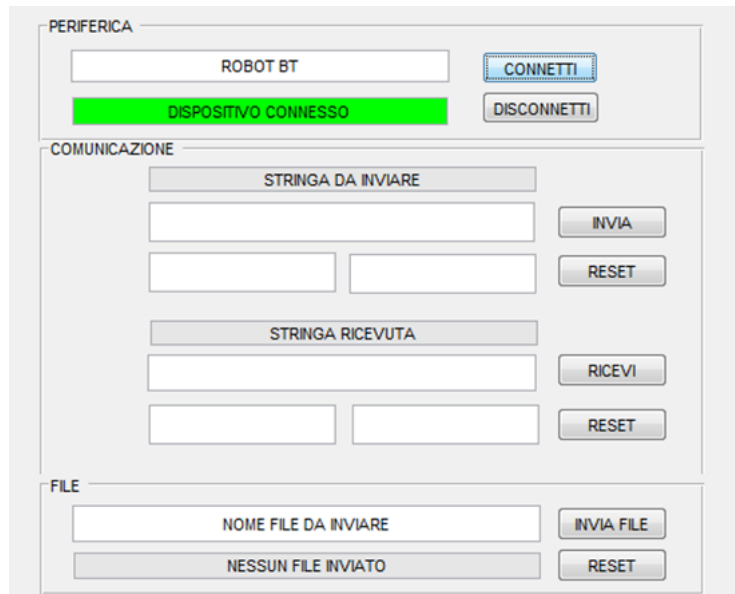 PERIFERICA
ROBOT BT
CONNETTI
DISPOSITIVO CONNESSO
DISCONNETTI
COMUNICAZIONE
STRINGA DA INVIARE
INVIA
RESET
STRINGA RICEVUTA
RICEVI
RESET
FILE
NOME FILE DA INVIARE
INVIA FILE
NESSUN FILE INVIATO
RESET